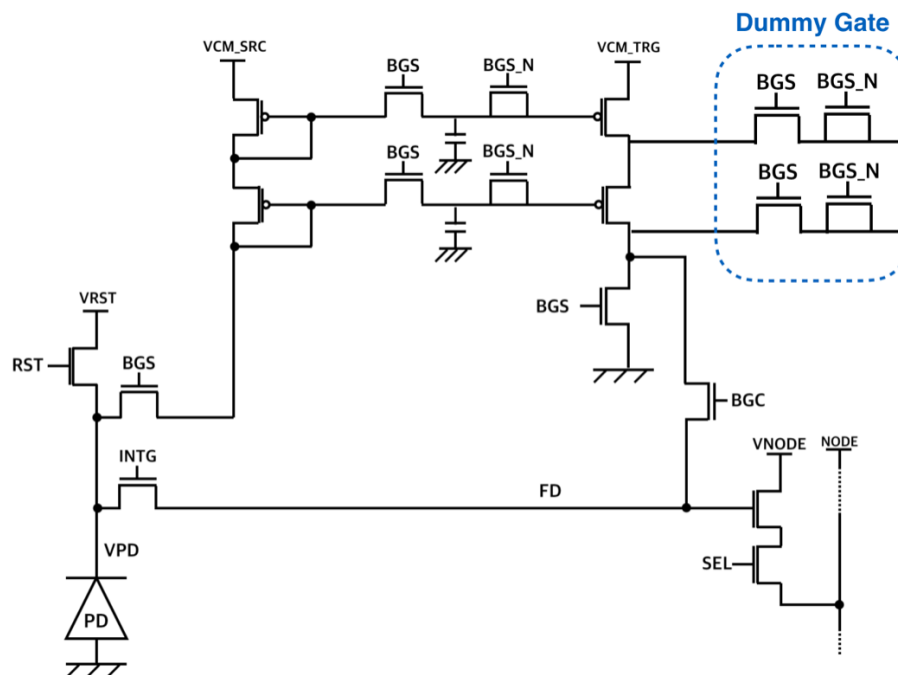 Dummy Gate
VCM_SRC
VCM_TRG
BGS
BGS_N
BGS
BGS_N
BGS
BGS_N
BGS
BGS_N
VRST
BGS
RST
BGS
BGC
INTG
FD
VNODE
NODE
VPD
SEL
PD